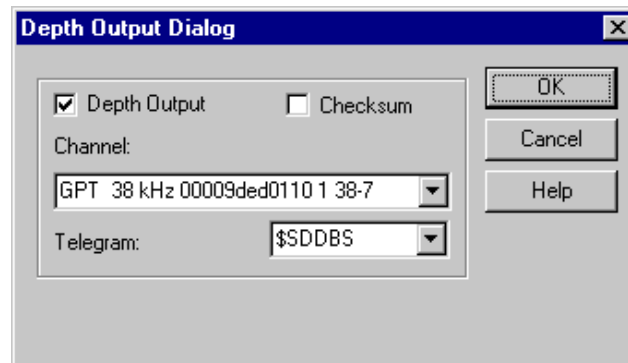 Depth Output Dialog
Depth Output
Checksum
Channel:
GPT 38 kHz 00009ded0110 1 38-7
Telegram:
$SDDBS
OK
Cancel
Help